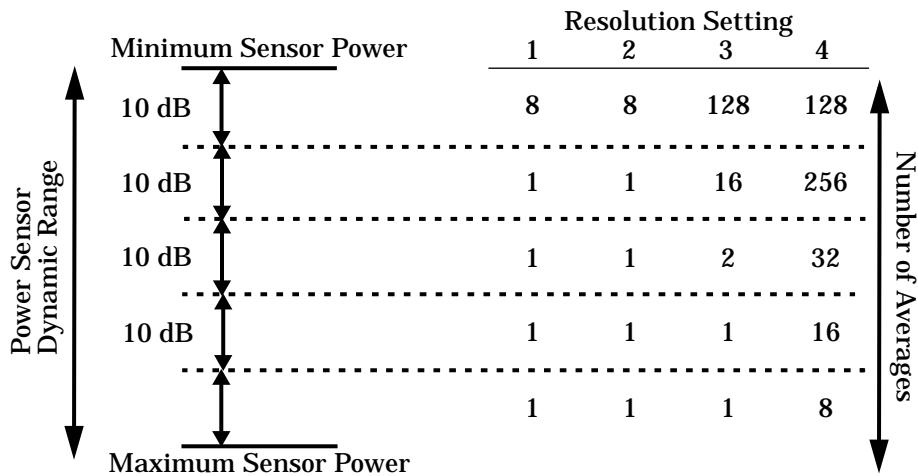 Resolution Setting
Minimum Sensor Power
1 2 3 4
10 dB 8 8 128 128
10 dB 1 1 16 256
10 dB 1 1 2 32
10 dB 1 1 1 16
1 1 1 8
Maximum Sensor Power
Power Sensor
Dynamic Range
Number of Averages